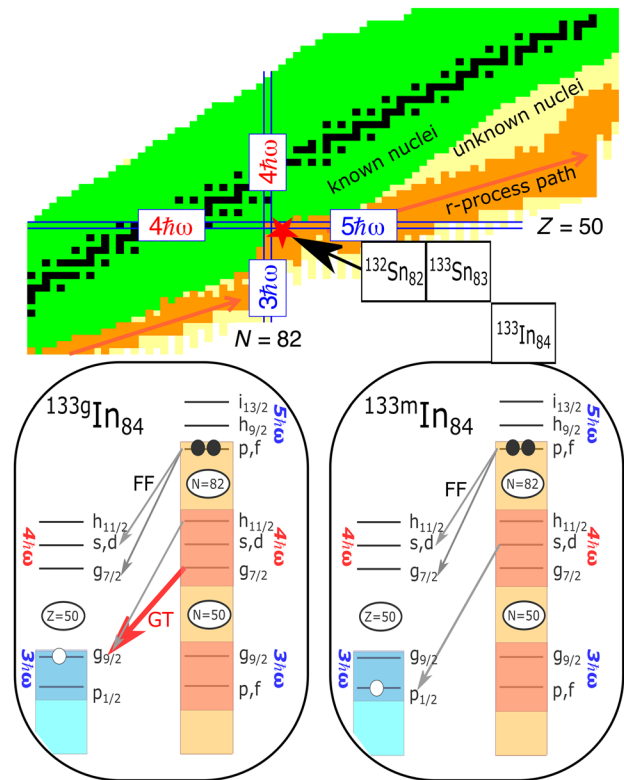 known nuclei
unknown nuclei
r-process path
4ħω
4ħω
5ħω
3ħω
Z = 50
N = 82
¹³²Sn₈₂
¹³³Sn₈₃
¹³³In₈₄
¹³³ᵍIn₈₄
i₁₃/₂
h₉/₂
p,f
5ħω
FF
N=82
h₁₁/₂
s,d
g₇/₂
4ħω
h₁₁/₂
s,d
g₇/₂
4ħω
Z=50
GT
N=50
g₉/₂
p₁/₂
3ħω
g₉/₂
p,f
3ħω
¹³³ᵐIn₈₄
i₁₃/₂
h₉/₂
p,f
5ħω
FF
N=82
h₁₁/₂
s,d
g₇/₂
4ħω
h₁₁/₂
s,d
g₇/₂
4ħω
Z=50
N=50
g₉/₂
p₁/₂
3ħω
g₉/₂
p,f
3ħω